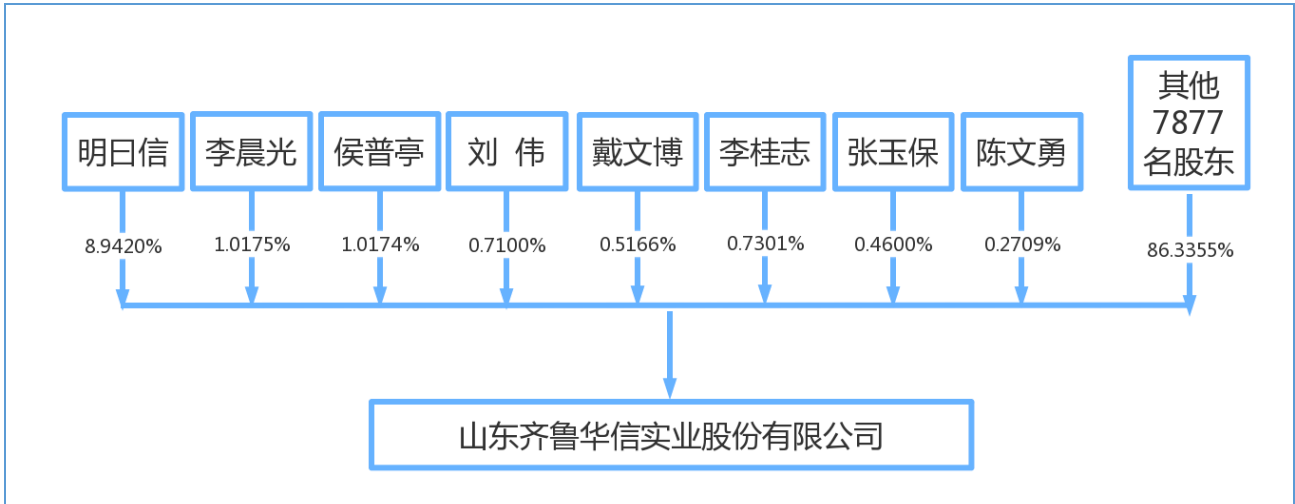 其他
7877
名股东
明曰信
李晨光
侯普亭
刘 伟
戴文博
李桂志
张玉保
陈文勇
8.9420%
1.0175%
1.0174%
0.7100%
0.5166%
0.7301%
0.4600%
0.2709%
86.3355%
山东齐鲁华信实业股份有限公司